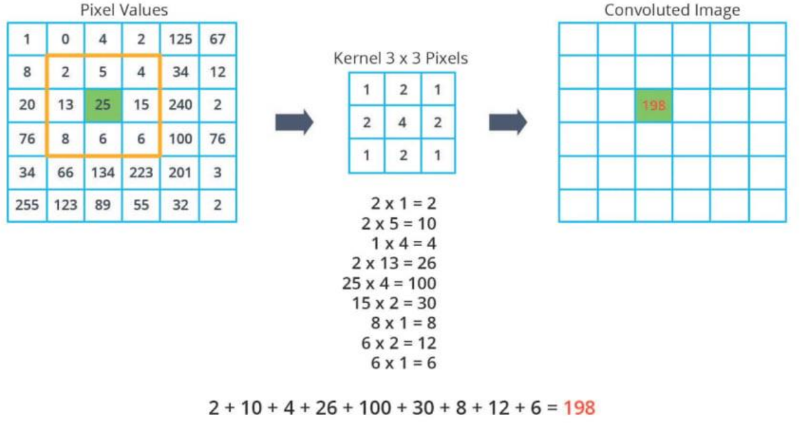 Pixel Values
1 0 4 2 125 67
8 2 5 4 34 12
20 13 25 15 240 2
76 8 6 6 100 76
34 66 134 223 201 3
255 123 89 55 32 2
Kernel 3 x 3 Pixels
1 2 1
2 4 2
1 2 1
2 x 1 = 2
2 x 5 = 10
1 x 4 = 4
2 x 13 = 26
25 x 4 = 100
15 x 2 = 30
8 x 1 = 8
6 x 2 = 12
6 x 1 = 6
Convoluted Image
198
2 + 10 + 4 + 26 + 100 + 30 + 8 + 12 + 6 = 198